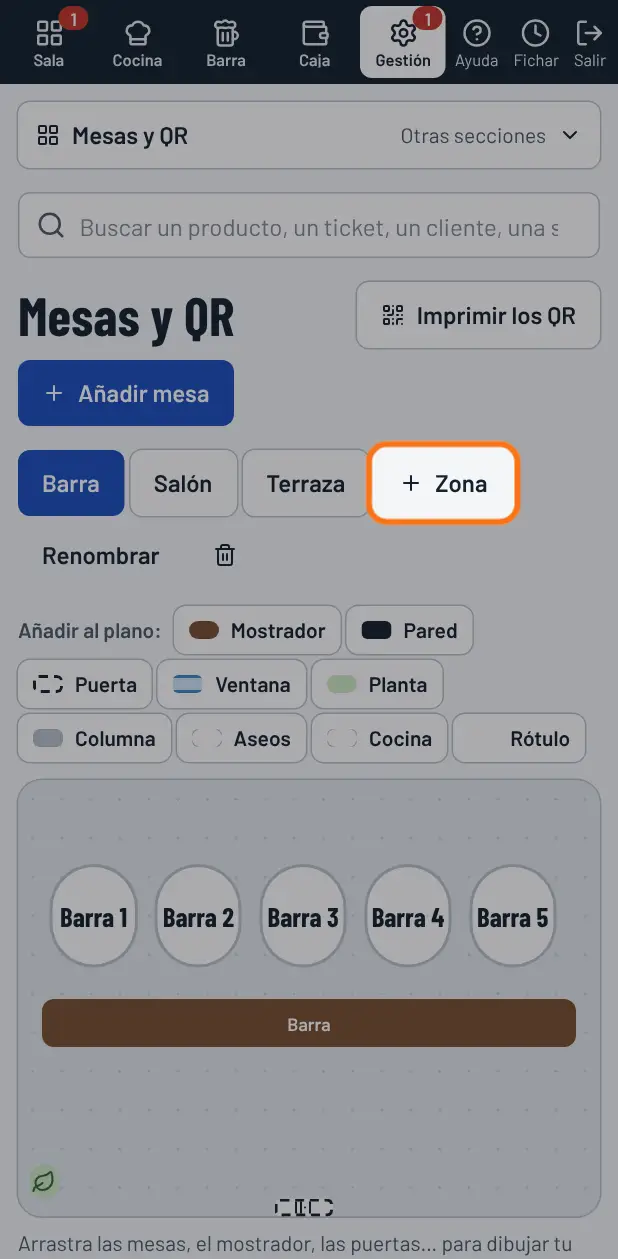 1 1
Sala Cocina Barra Caja Gestión Ayuda Fichar Salir
Mesas y QR Otras secciones
Buscar un producto, un ticket, un cliente, una s
Mesas y QR Imprimir los QR
+ Añadir mesa
Barra Salón Terraza + Zona
Renombrar
Añadir al plano: Mostrador Pared
Puerta Ventana Planta
Columna Aseos Cocina Rótulo
Barra 1 Barra 2 Barra 3 Barra 4 Barra 5
Barra
Arrastra las mesas, el mostrador, las puertas... para dibujar tu